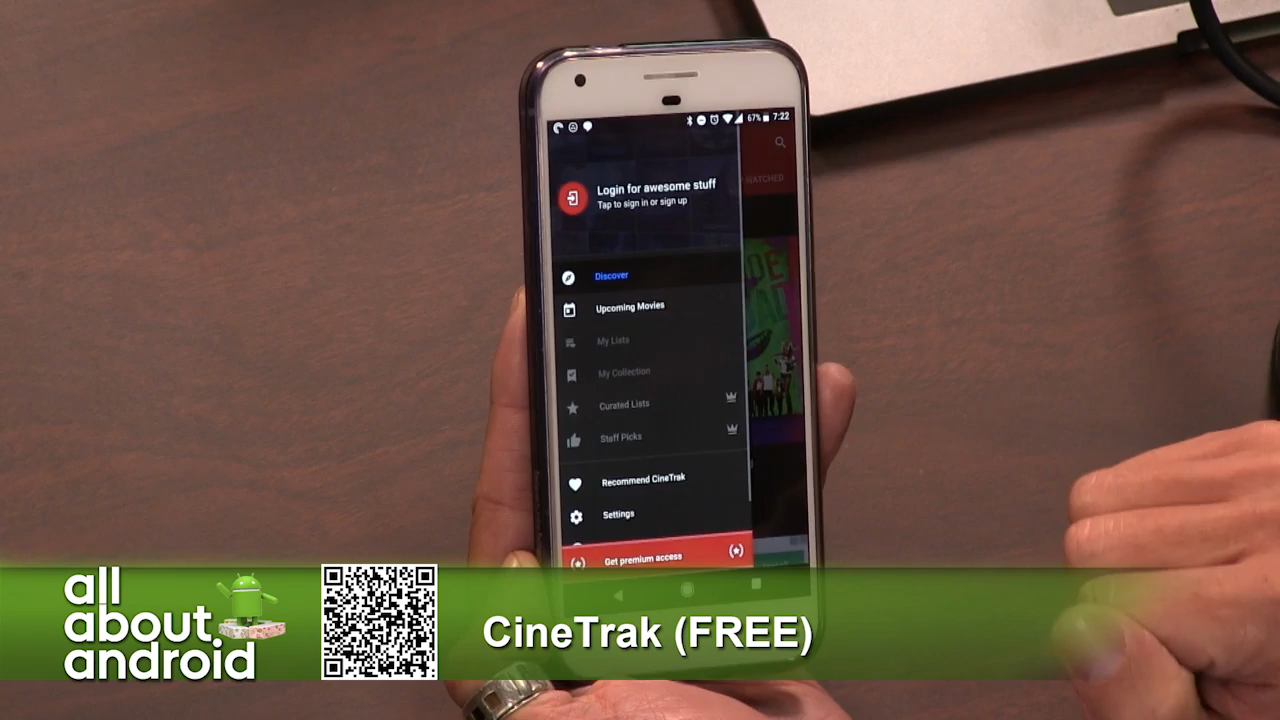 67% 7:22
WATCHED
Login for awesome stuff
Tap to sign in or sign up
Discover
Upcoming Movies
My Lists
My Collection
Curated Lists
Staff Picks
Recommend CineTrak
Settings
Get premium access
all
about
android
CineTrak (FREE)